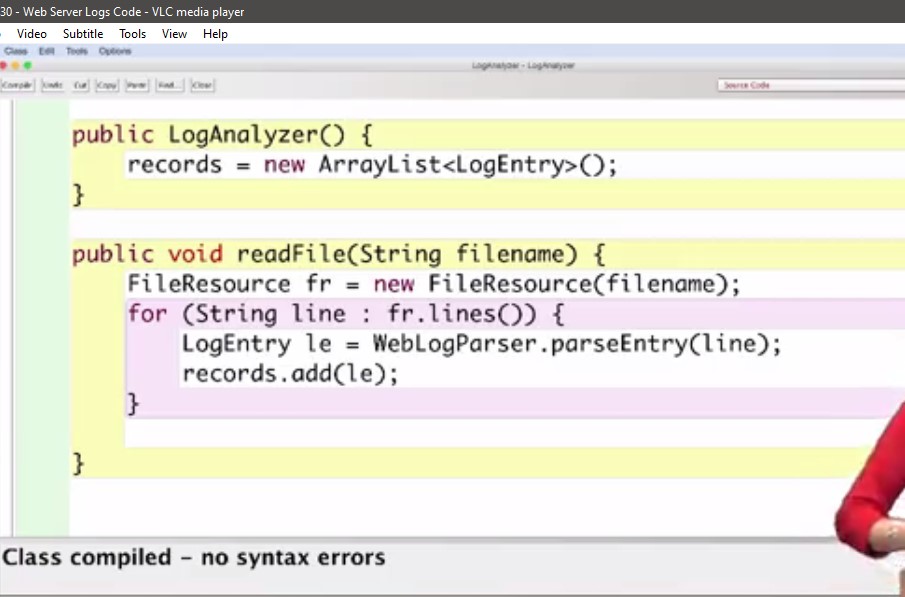 30 - Web Server Logs Code - VLC media player
Video Subtitle Tools View Help
Class Edit Tools Options
LogAnalyzer - LogAnalyzer
Compile Undo Cut Copy Paste Find... Close
Source Code
public LogAnalyzer() {
records = new ArrayList<LogEntry>();
}
public void readFile(String filename) {
FileResource fr = new FileResource(filename);
for (String line : fr.lines()) {
LogEntry le = WebLogParser.parseEntry(line);
records.add(le);
}
}
Class compiled – no syntax errors